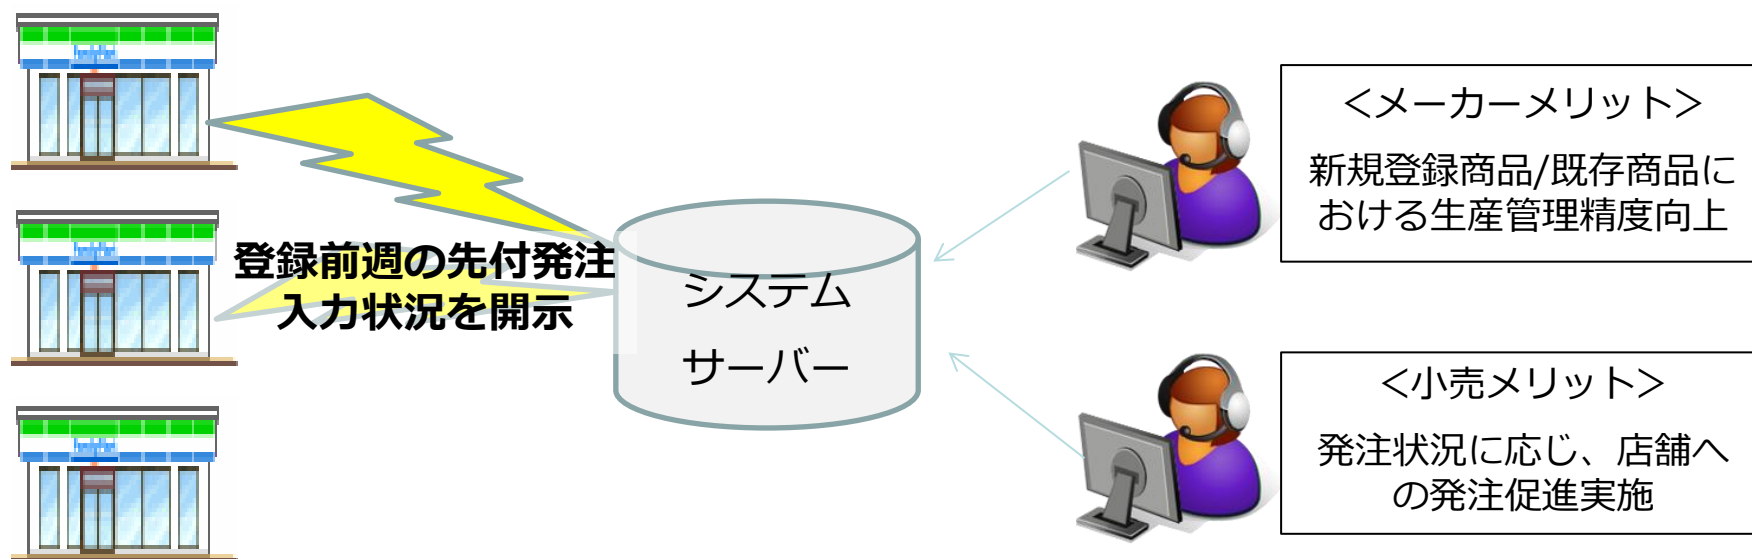 登録前週の先付発注
入力状況を開示
システム
サーバー
＜メーカーメリット＞
新規登録商品/既存商品に
おける生産管理精度向上
＜小売メリット＞
発注状況に応じ、店舗へ
の発注促進実施